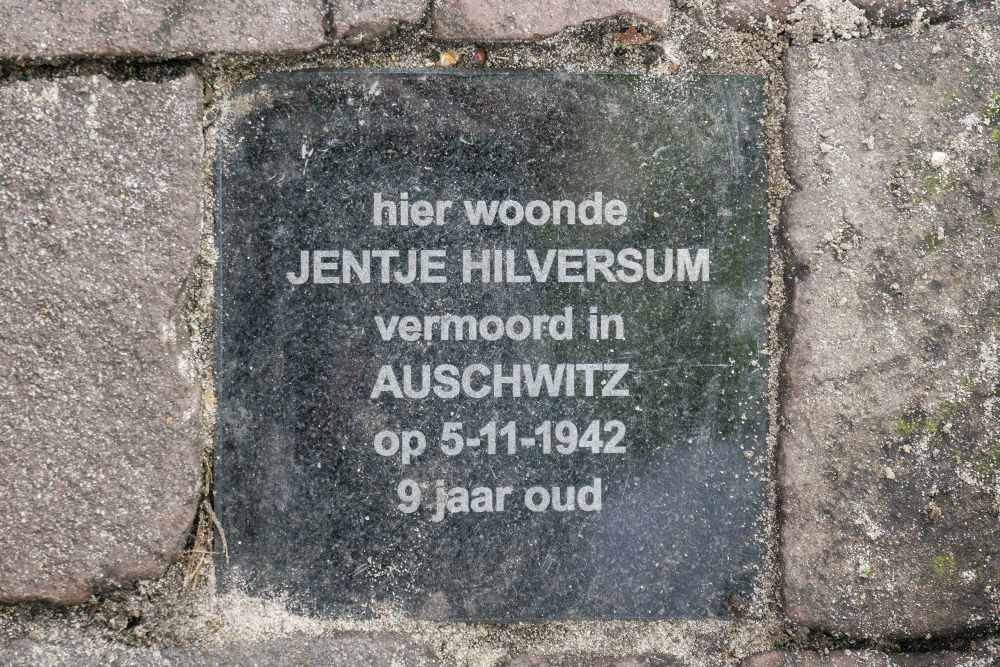 hier woonde
JENTJE HILVERSUM
vermoord in
AUSCHWITZ
op 5-11-1942
9 jaar oud